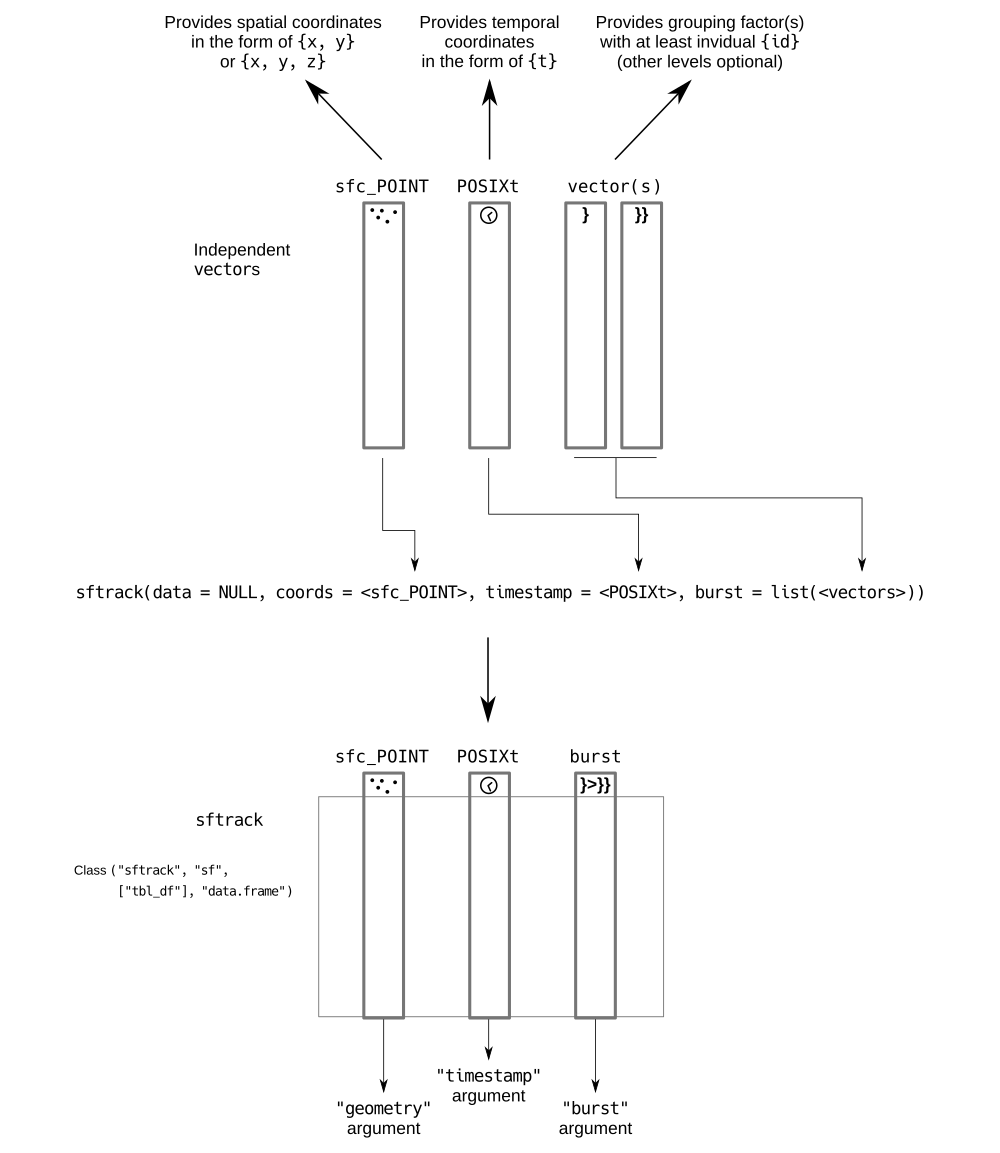 Provides spatial coordinates
in the form of {x, y}
or {x, y, z}
Provides temporal
coordinates
in the form of {t}
Provides grouping factor(s)
with at least invidual {id}
(other levels optional)
sfc_POINT
POSIXt
vector(s)
}
}}
Independent
vectors
sftrack(data = NULL, coords = <sfc_POINT>, timestamp = <POSIXt>, burst = list(<vectors>))
sfc_POINT
POSIXt
burst
}>}}
sftrack
Class ("sftrack", "sf",
["tbl_df"], "data.frame")
"timestamp"
argument
"geometry"
argument
"burst"
argument